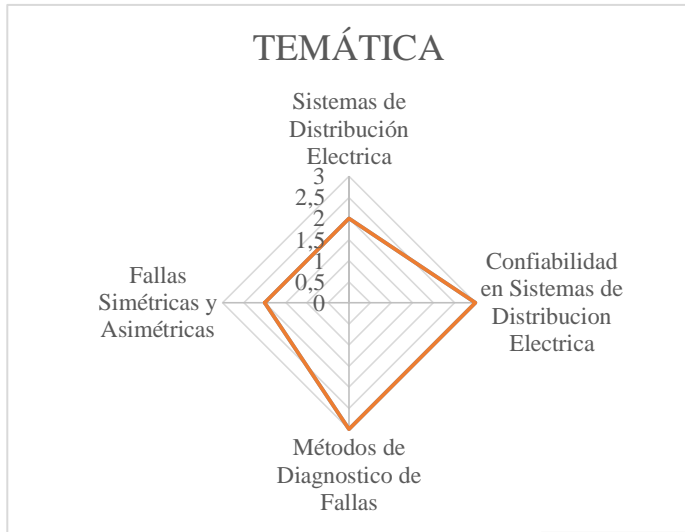 TEMÁTICA
Sistemas de
Distribución
Electrica
3
2,5
2
1,5
1
0,5
0
Confiabilidad
en Sistemas de
Distribucion
Electrica
Métodos de
Diagnostico de
Fallas
Fallas
Simétricas y
Asimétricas